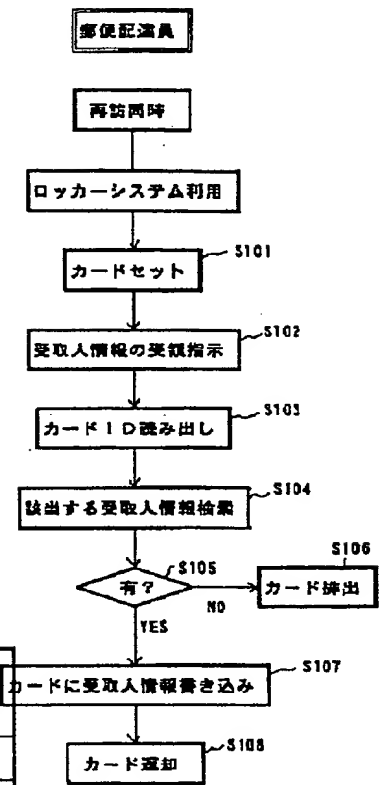 郵便配達員
再訪問時
ロッカーシステム利用
S101
カードセット
S102
受取人情報の受領指示
S103
カードID読み出し
S104
該当する受取人情報検索
S105
有?
S106
カード排出
NO
YES
S107
カードに受取人情報書き込み
S108
カード返却